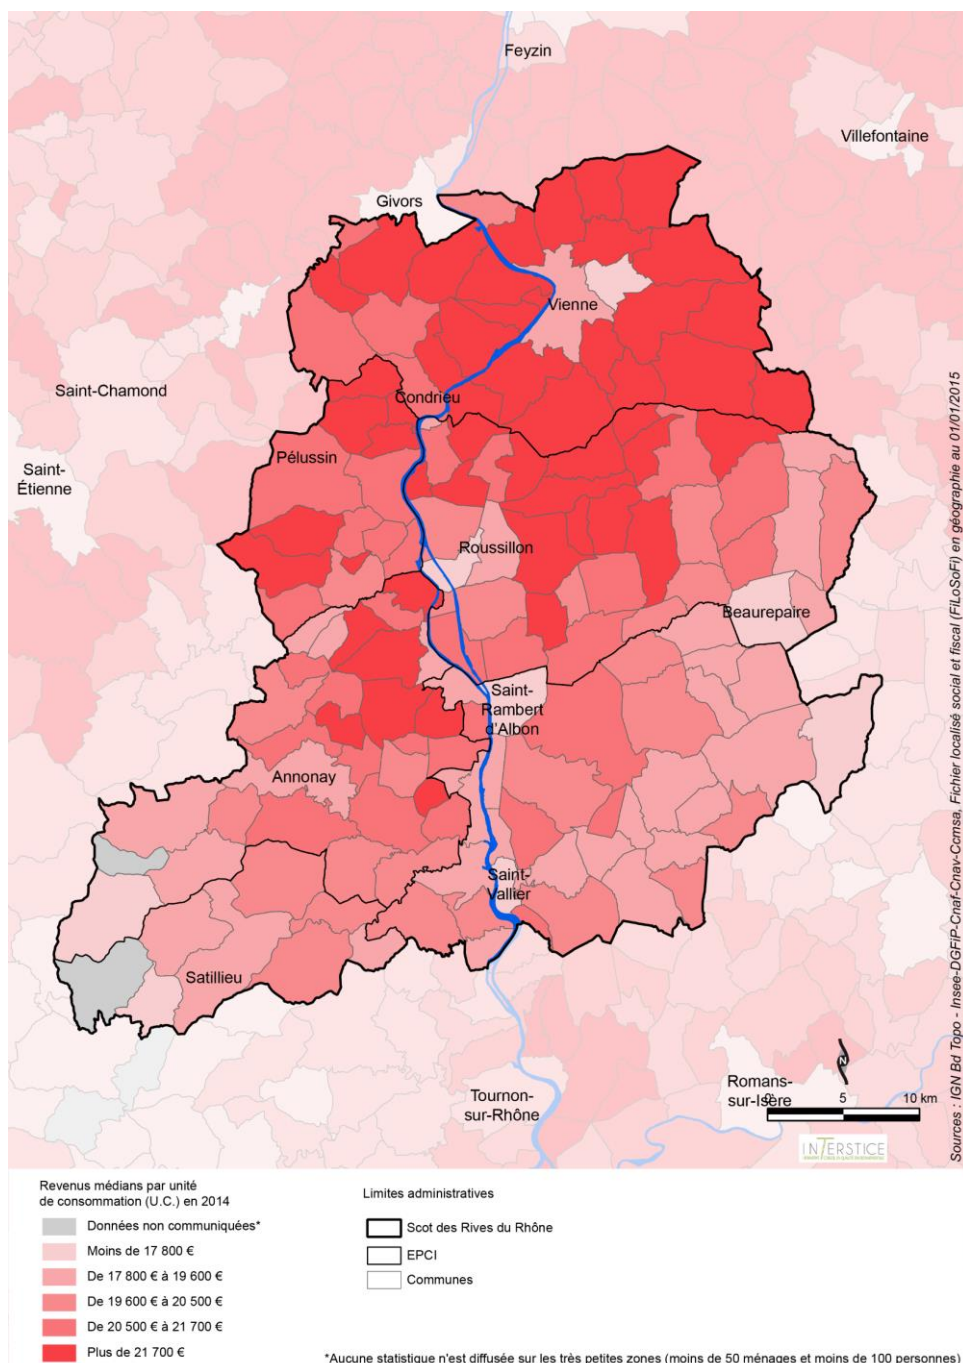 Feyzin
Villefontaine
Givors
Vienne
Saint-Chamond
Condrieu
Saint-
Étienne
Pélussin
Roussillon
Beaurepaire
Saint-
Rambert
d'Albon
Annonay
Saint-
Vallier
Satillieu
Tournon-
sur-Rhône
Romans-
sur-Isère
N
0 5 10 km
INTERSTICE
Sources : IGN Bd Topo - Insee-DGFiP-Cnaf-Cnav-Ccmsa, Fichier localisé social et fiscal (FiLoSoFi) en géographie au 01/01/2015
Revenus médians par unité
de consommation (U.C.) en 2014
Données non communiquées*
Moins de 17 800 €
De 17 800 € à 19 600 €
De 19 600 € à 20 500 €
De 20 500 € à 21 700 €
Plus de 21 700 €
Limites administratives
Scot des Rives du Rhône
EPCI
Communes
*Aucune statistique n'est diffusée sur les très petites zones (moins de 50 ménages et moins de 100 personnes)